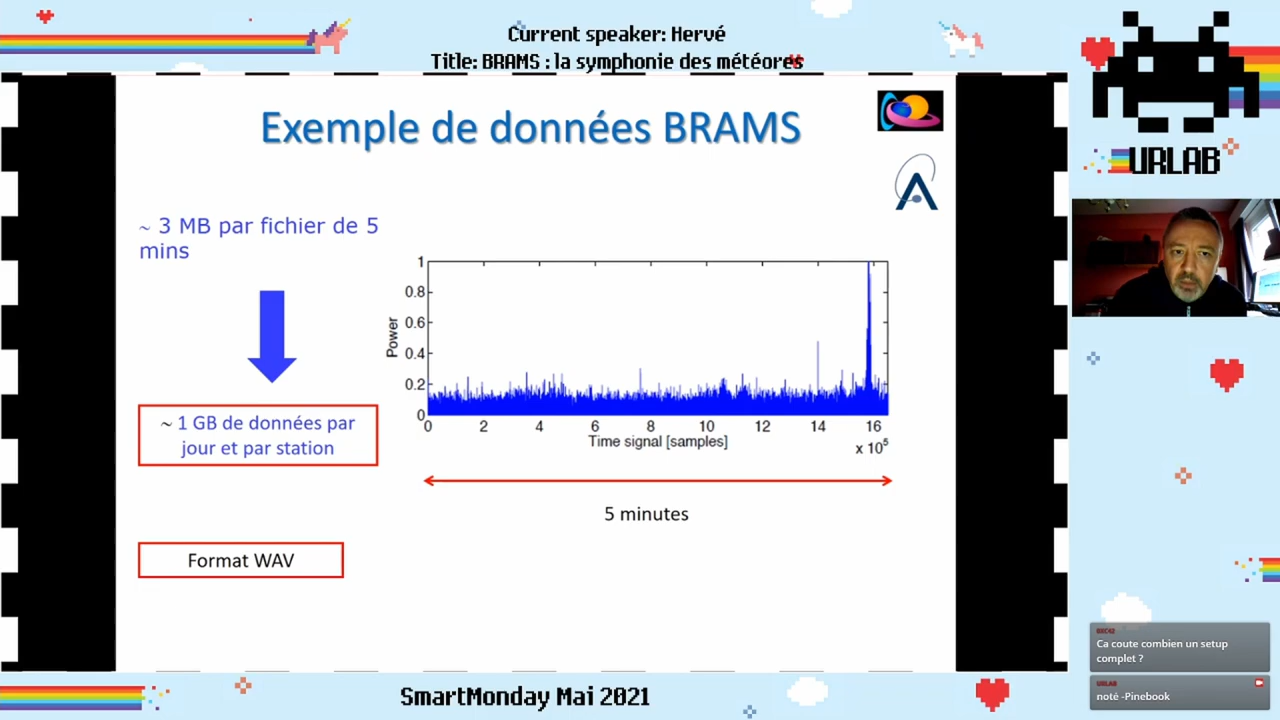 Current speaker: Hervé
Title: BRAMS : la symphonie des météores
URLAB
Exemple de données BRAMS
~ 3 MB par fichier de 5
mins
~ 1 GB de données par
jour et par station
Format WAV
Power
1
0.8
0.6
0.4
0.2
0
0 2 4 6 8 10 12 14 16
Time signal [samples]
x 10⁵
5 minutes
Ca coute combien un setup
complet ?
URLAB
noté -Pinebook
SmartMonday Mai 2021